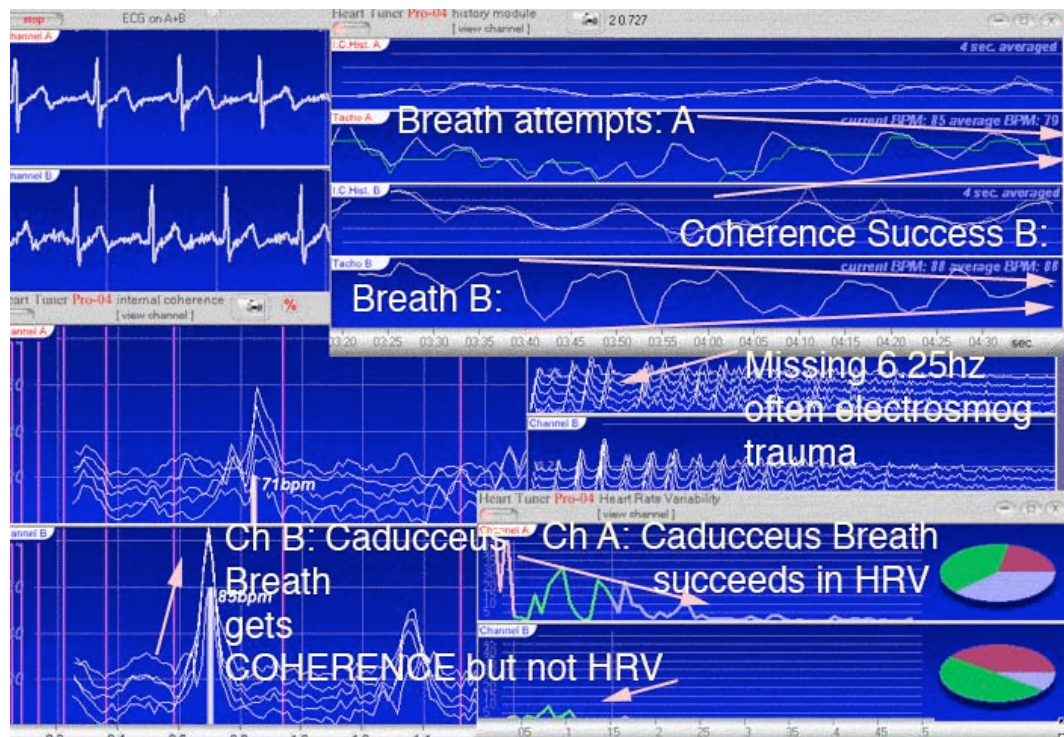 stop
ECG on A+B
Channel A
Channel B
Heart Tuner Pro-04 history module
[ view channel ]
2 0.727
I.C.Hist. A
4 sec. averaged
Tacho A
Breath attempts: A
current BPM: 85 average BPM: 79
I.C.Hist. B
4 sec. averaged
Coherence Success B:
Tacho B
current BPM: 88 average BPM: 88
Breath B:
03:20 03:25 03:30 03:35 03:40 03:45 03:50 03:55 04:00 04:05 04:10 04:15 04:20 04:25 04:30 sec
Heart Tuner Pro-04 internal coherence
[ view channel ]
%
Channel A
71bpm
Missing 6.25hz
often electrosmog
trauma
Channel B
Channel B
85bpm
Ch B: Caducceus
Breath
gets
COHERENCE but not HRV
Heart Tuner Pro-04 Heart Rate Variability
[ view channel ]
Channel A
Ch A: Caducceus Breath
succeeds in HRV
Channel B
.05 .1 .15 .2 .25 .3 .35 .4 .45 .5